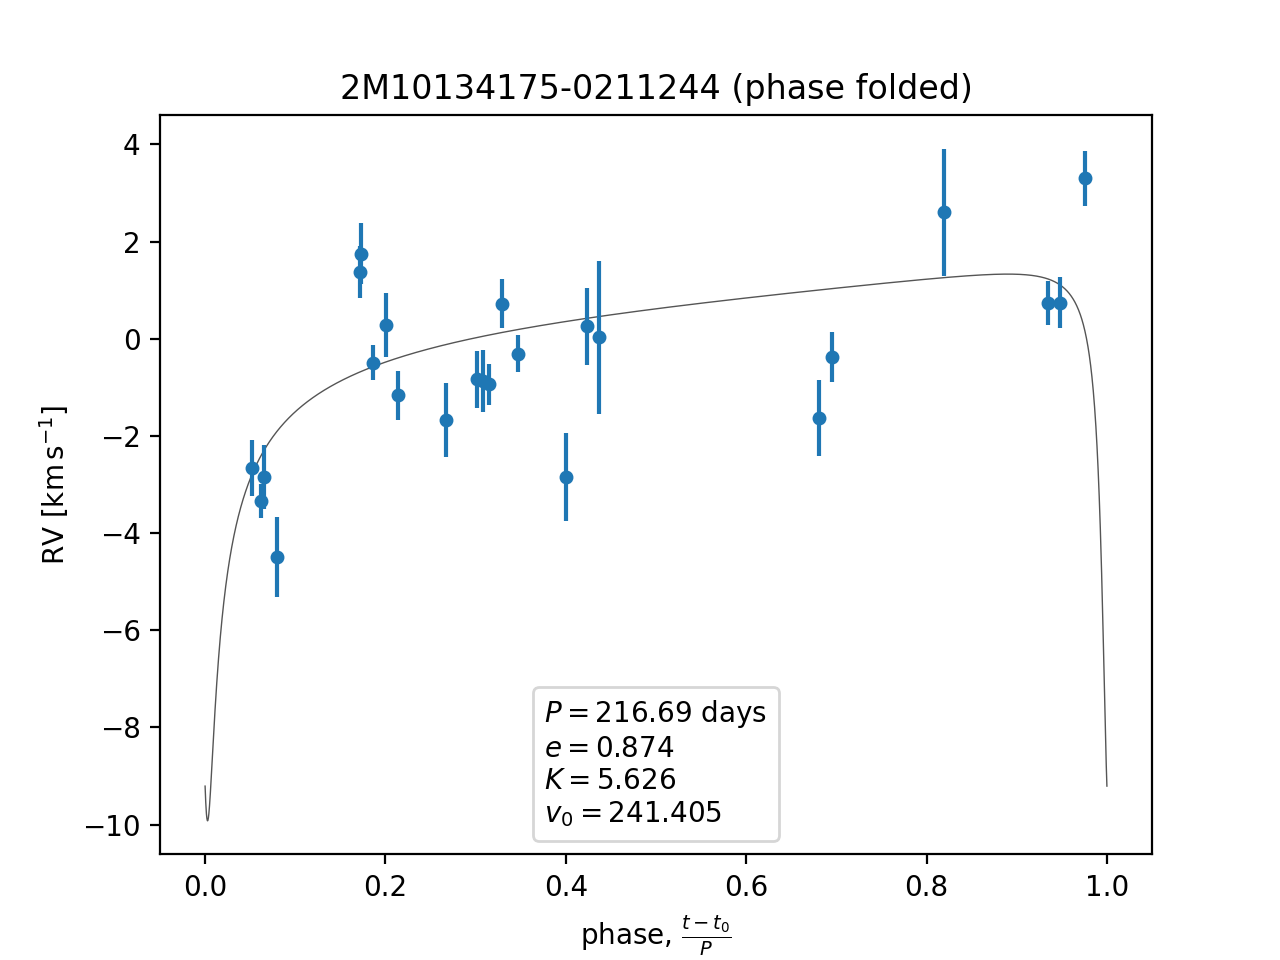 2M10134175-0211244 (phase folded)
4
2
0
−2
−4
−6
−8
−10
RV [km s⁻¹]
P = 216.69 days
e = 0.874
K = 5.626
v₀ = 241.405
0.0 0.2 0.4 0.6 0.8 1.0
phase, (t − t₀)/P